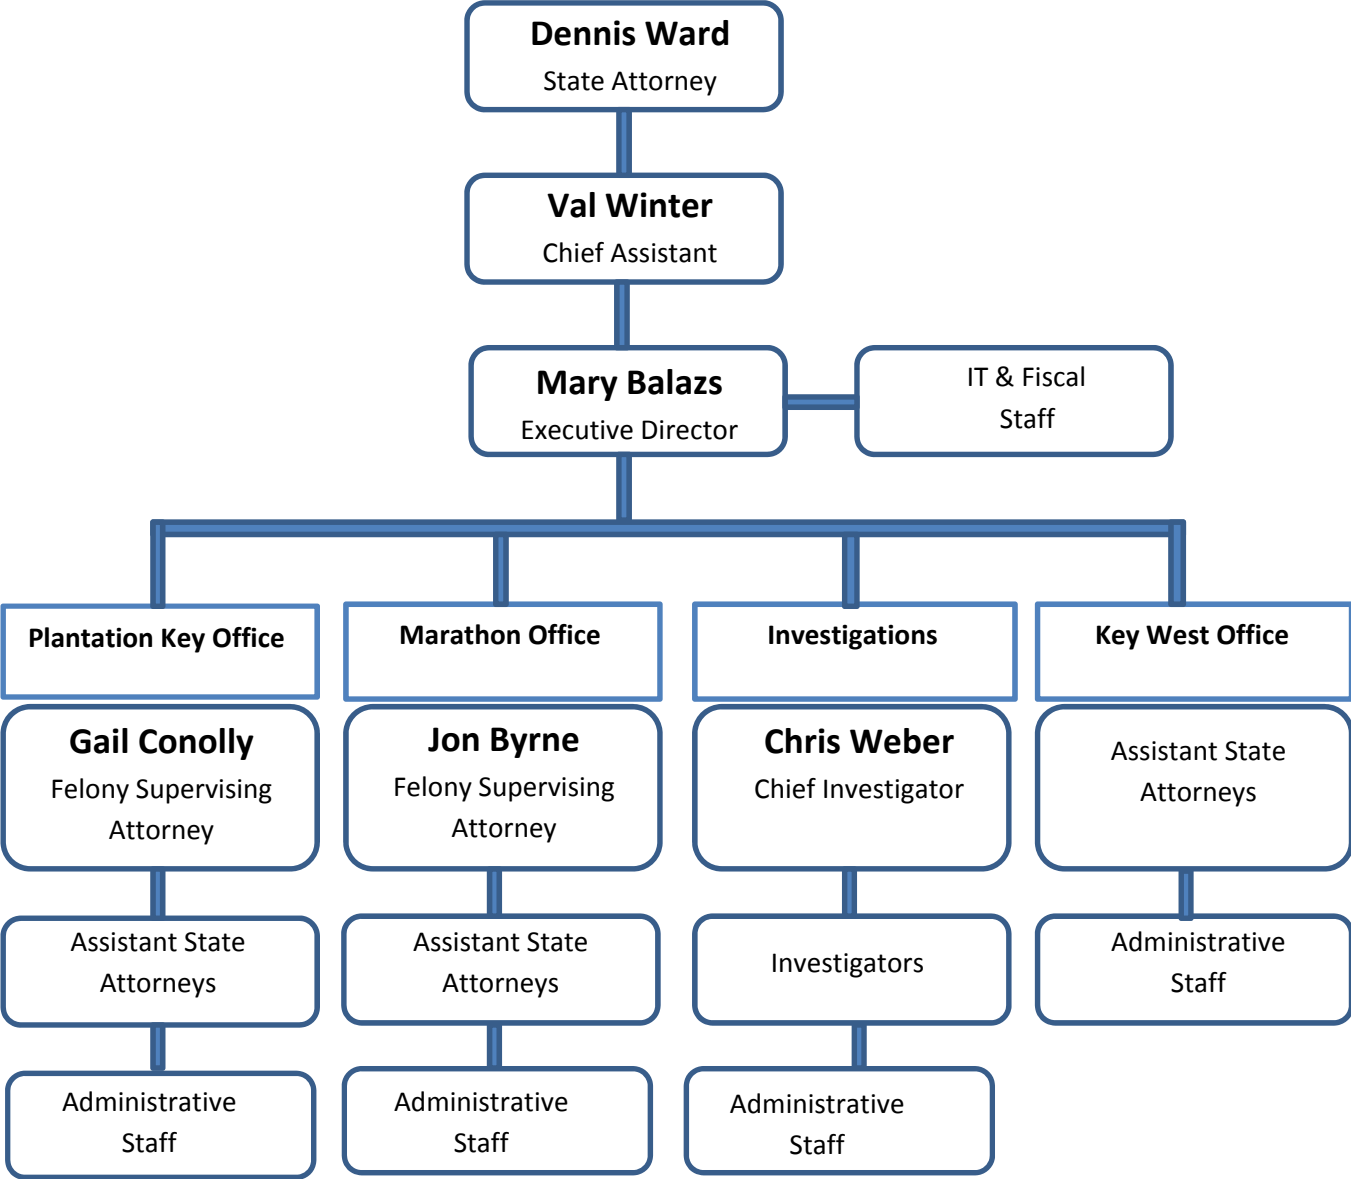 Dennis Ward
State Attorney
Val Winter
Chief Assistant
Mary Balazs
Executive Director
IT & Fiscal
Staff
Plantation Key Office
Marathon Office
Investigations
Key West Office
Gail Conolly
Felony Supervising
Attorney
Jon Byrne
Felony Supervising
Attorney
Chris Weber
Chief Investigator
Assistant State
Attorneys
Assistant State
Attorneys
Assistant State
Attorneys
Investigators
Administrative
Staff
Administrative
Staff
Administrative
Staff
Administrative
Staff